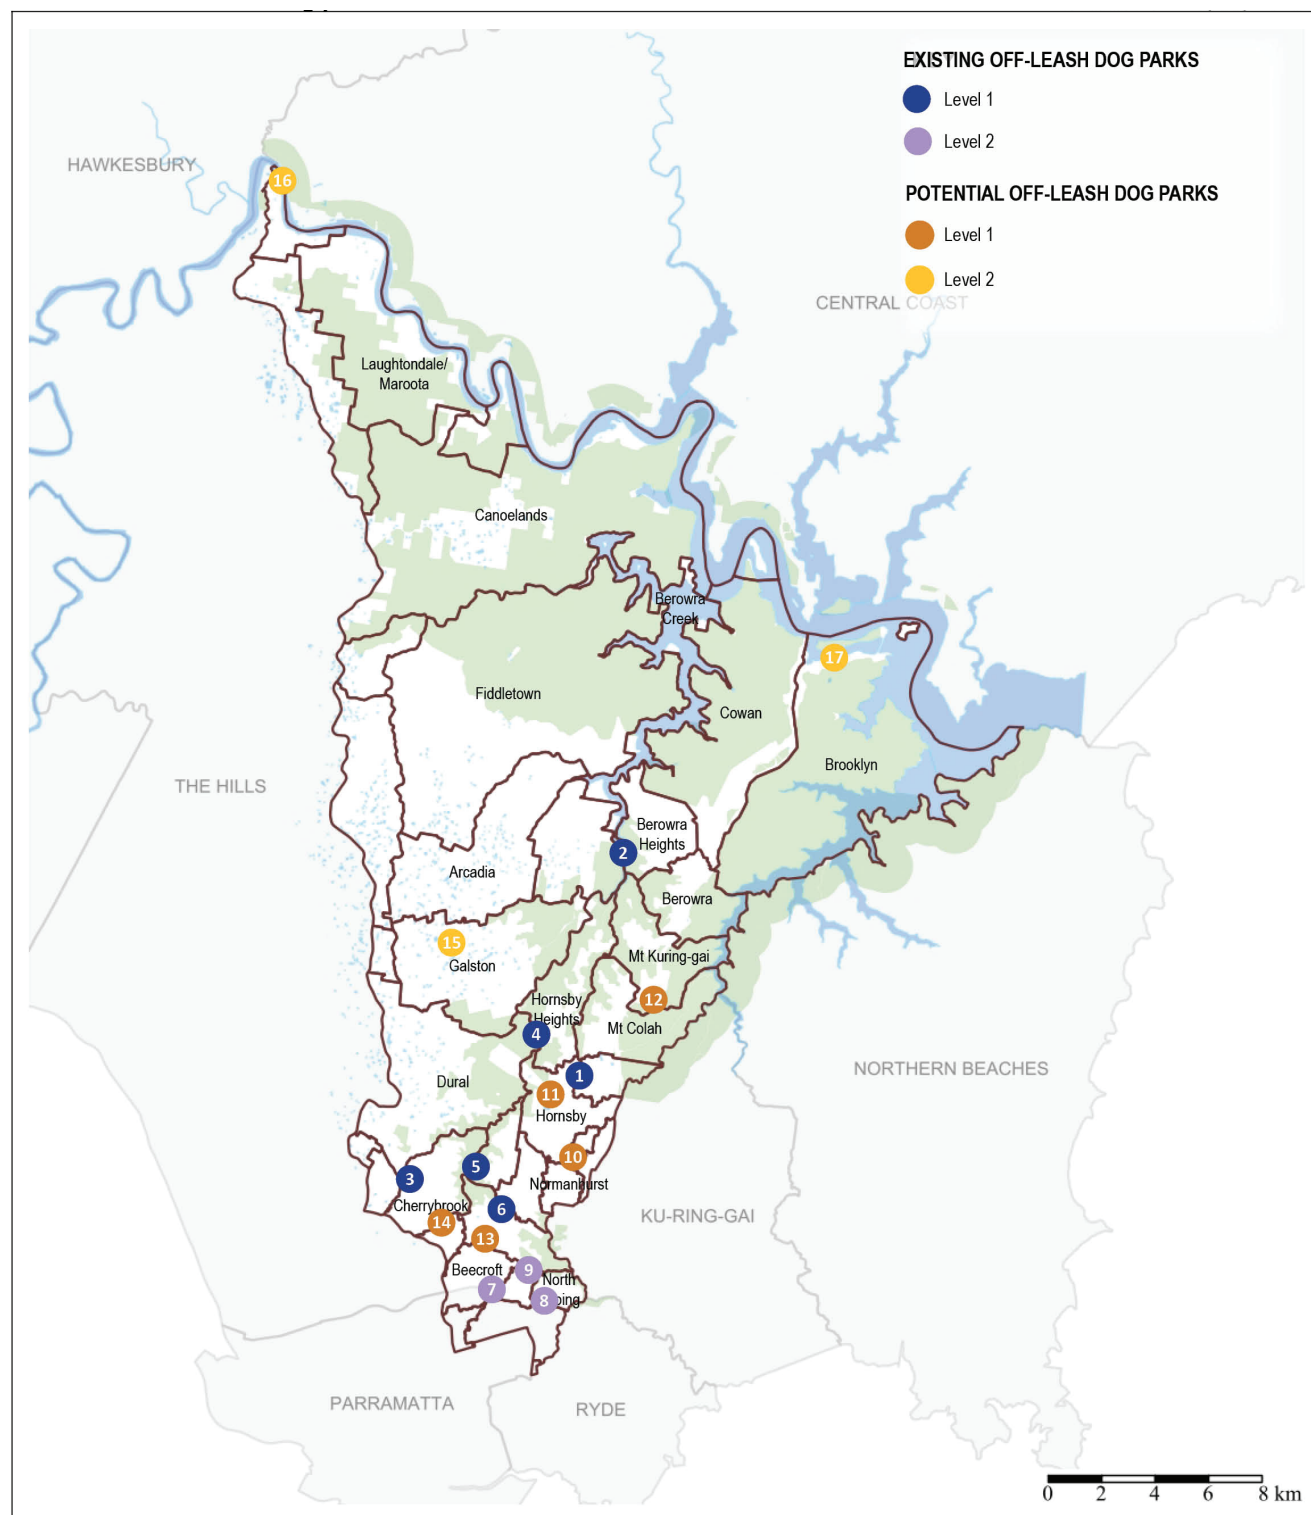 EXISTING OFF-LEASH DOG PARKS
Level 1
Level 2
POTENTIAL OFF-LEASH DOG PARKS
Level 1
Level 2
HAWKESBURY
16
CENTRAL COAST
Laughtondale/
Maroota
Canoelands
Berowra
Creek
17
Fiddletown
Cowan
Brooklyn
THE HILLS
Berowra
Heights
2
Arcadia
Berowra
15
Galston
Mt Kuring-gai
12
Hornsby
Heights
4
Mt Colah
NORTHERN BEACHES
1
Dural
11
Hornsby
10
5
3
Normanhurst
Cherrybrook
6
14
KU-RING-GAI
13
Beecroft
9
North
7
8
PARRAMATTA
RYDE
0 2 4 6 8 km